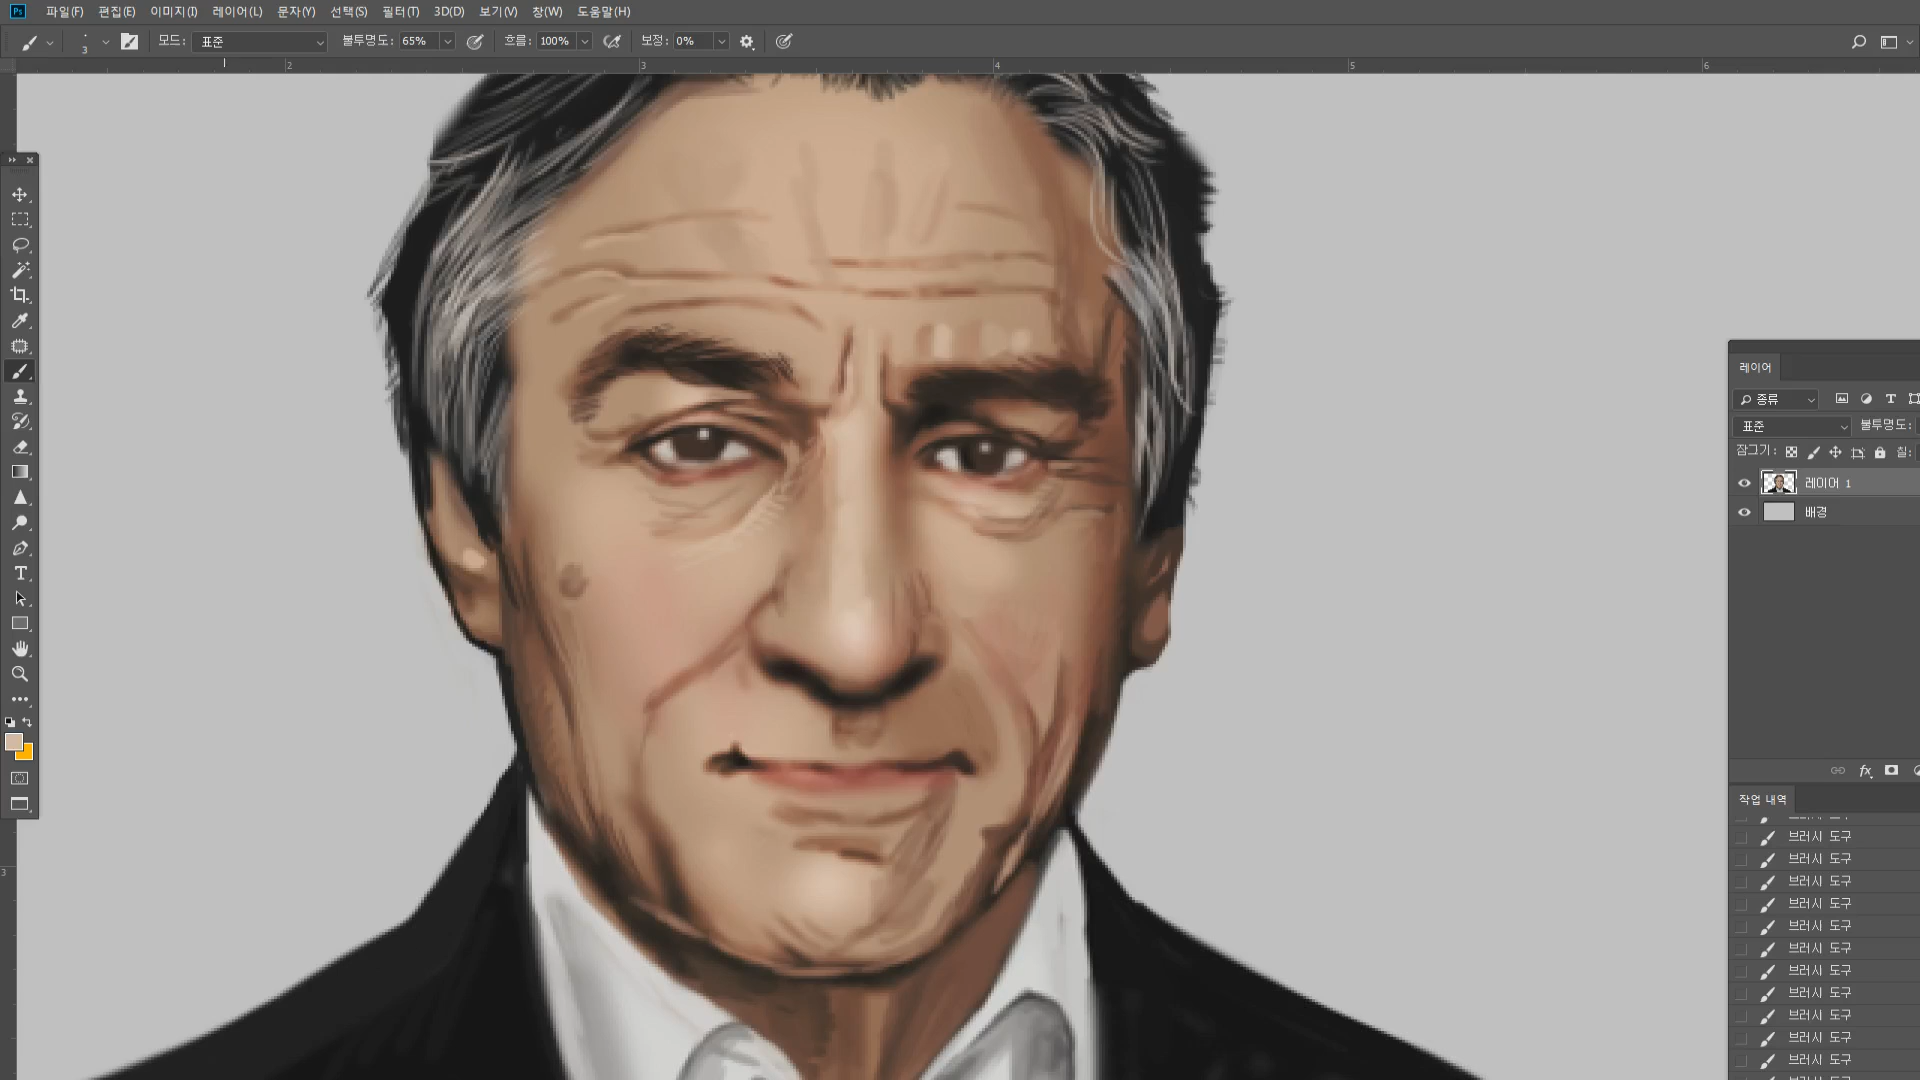 Ps 파일(F) 편집(E) 이미지(I) 레이어(L) 문자(Y) 선택(S) 필터(T) 3D(D) 보기(V) 창(W) 도움말(H)
3 모드: 표준 불투명도: 65% 흐름: 100% 보정: 0%
2 3 4 5 6
레이어
종류
표준 불투명도:
잠그기: 칠:
레이어 1
배경
fx
작업 내역
3
브러시 도구
브러시 도구
브러시 도구
브러시 도구
브러시 도구
브러시 도구
브러시 도구
브러시 도구
브러시 도구
브러시 도구
브러시 도구